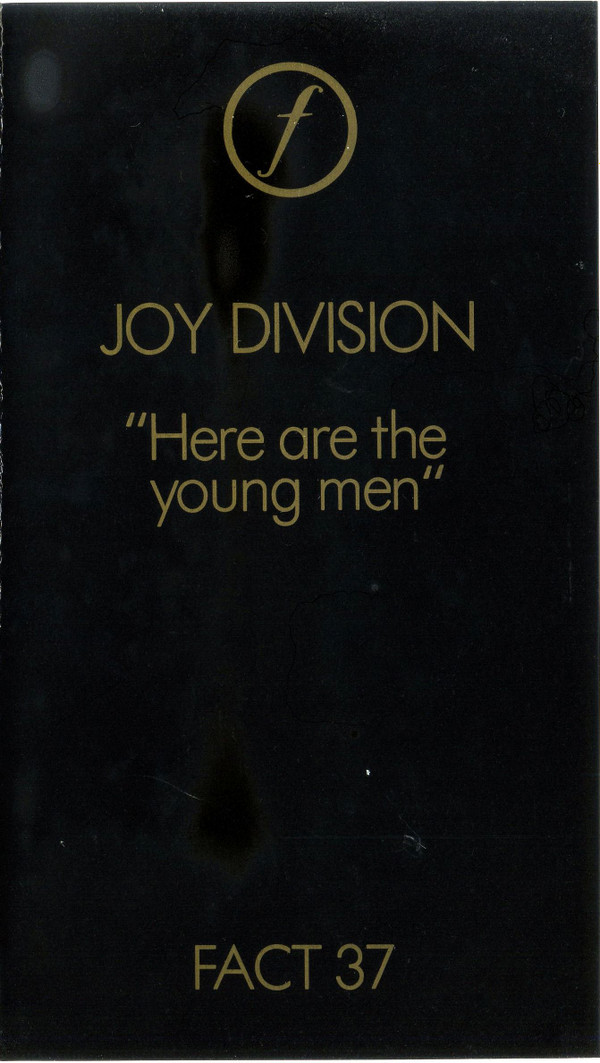 f
JOY DIVISION
"Here are the
young men"
FACT 37